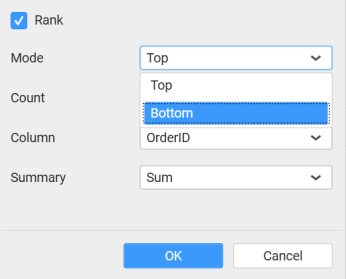 Rank
Mode Top
Top
Count
Bottom
Column OrderID
Summary Sum
OK Cancel